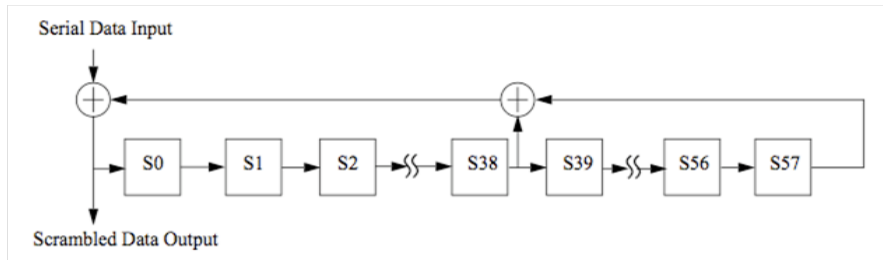 Serial Data Input
S0 S1 S2 S38 S39 S56 S57
Scrambled Data Output